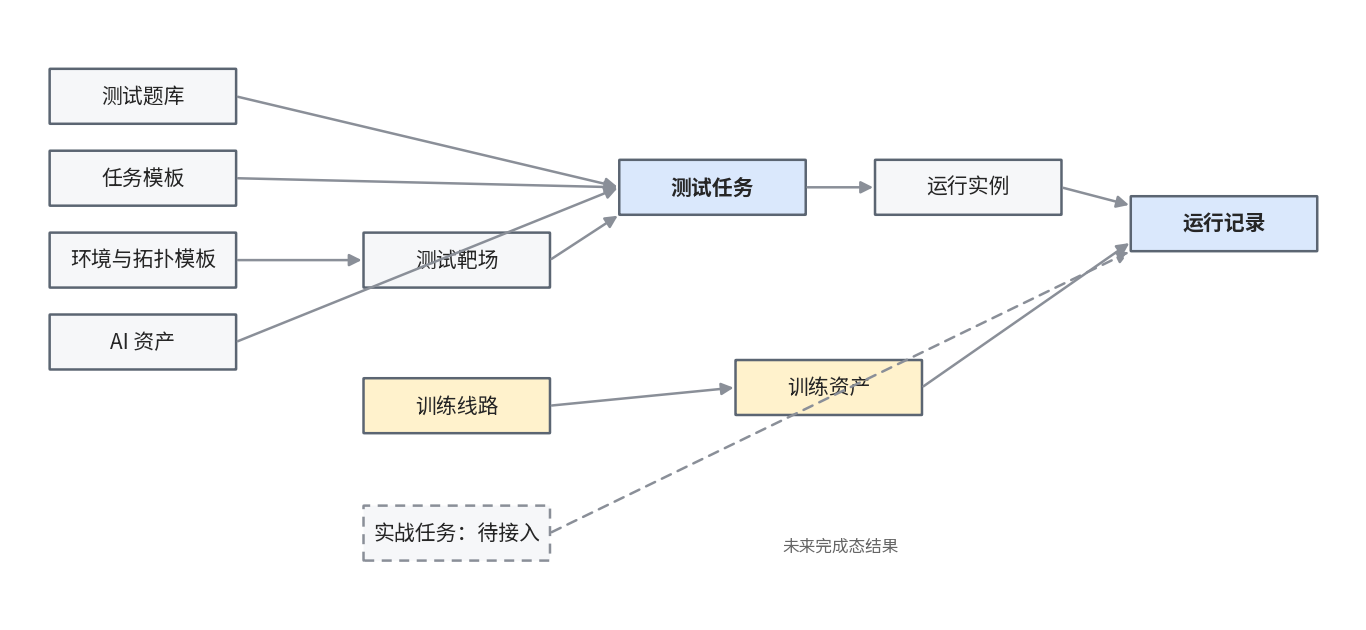 测试题库
任务模板
环境与拓扑模板
AI 资产
测试靶场
测试任务
运行实例
运行记录
训练线路
训练资产
实战任务：待接入
未来完成态结果